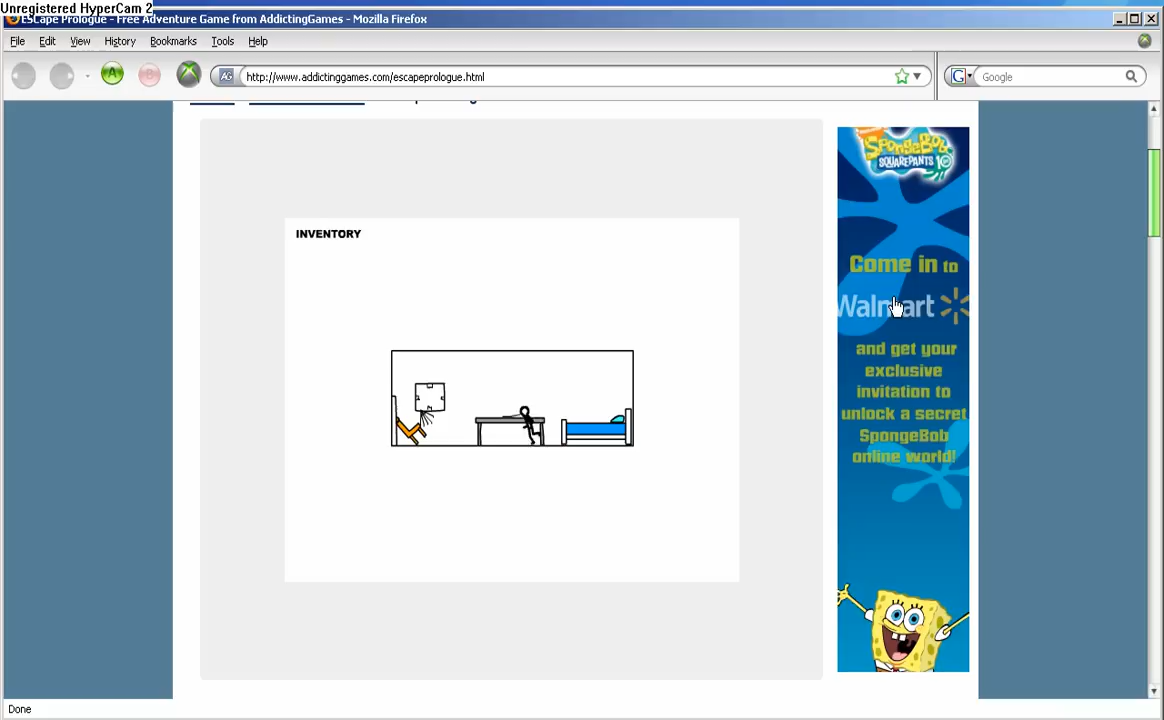 Unregistered HyperCam 2
Escape Prologue - Free Adventure Game from AddictingGames - Mozilla Firefox
File Edit View History Bookmarks Tools Help
AG http://www.addictinggames.com/escapeprologue.html
G Google
INVENTORY
SpongeBob
SQUAREPANTS 10
Come in to
Walmart
and get your
exclusive
invitation to
unlock a secret
SpongeBob
online world!
Done